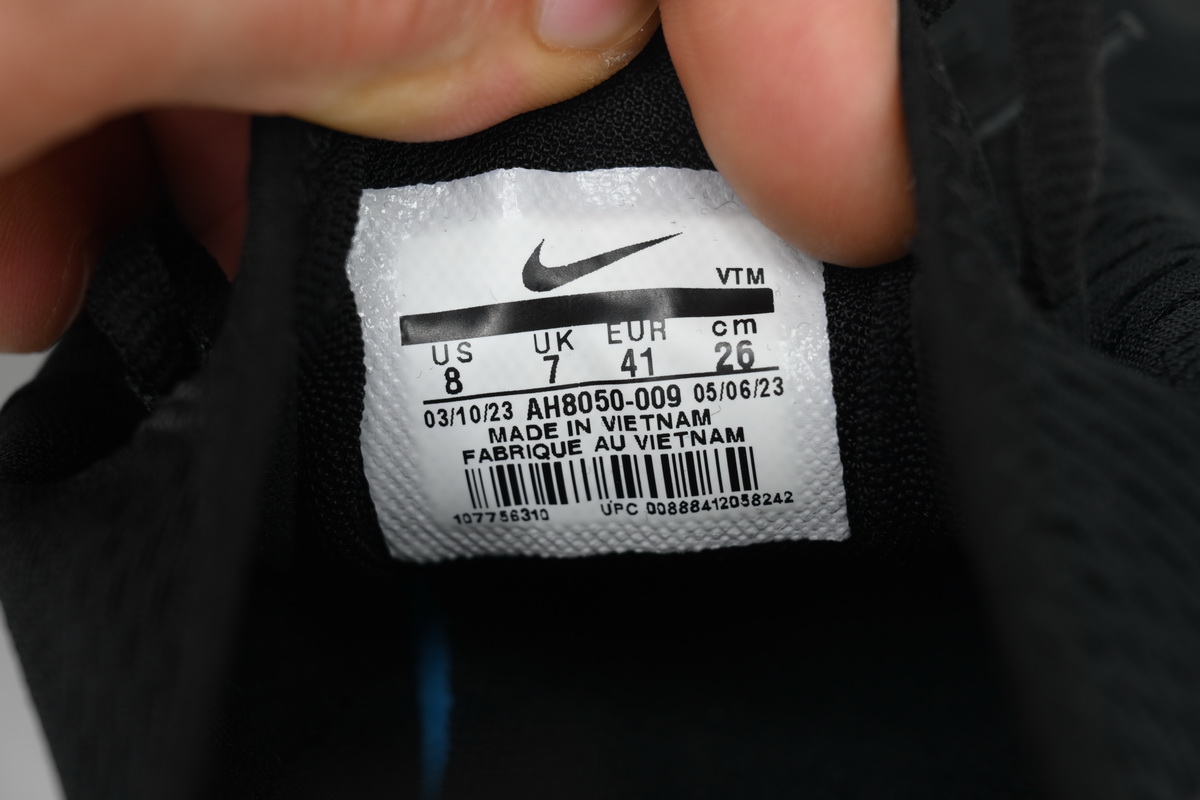 VTM
US UK EUR cm
8 7 41 26
03/10/23 AH8050-009 05/06/23
MADE IN VIETNAM
FABRIQUE AU VIETNAM
107756310 UPC 00888412058242